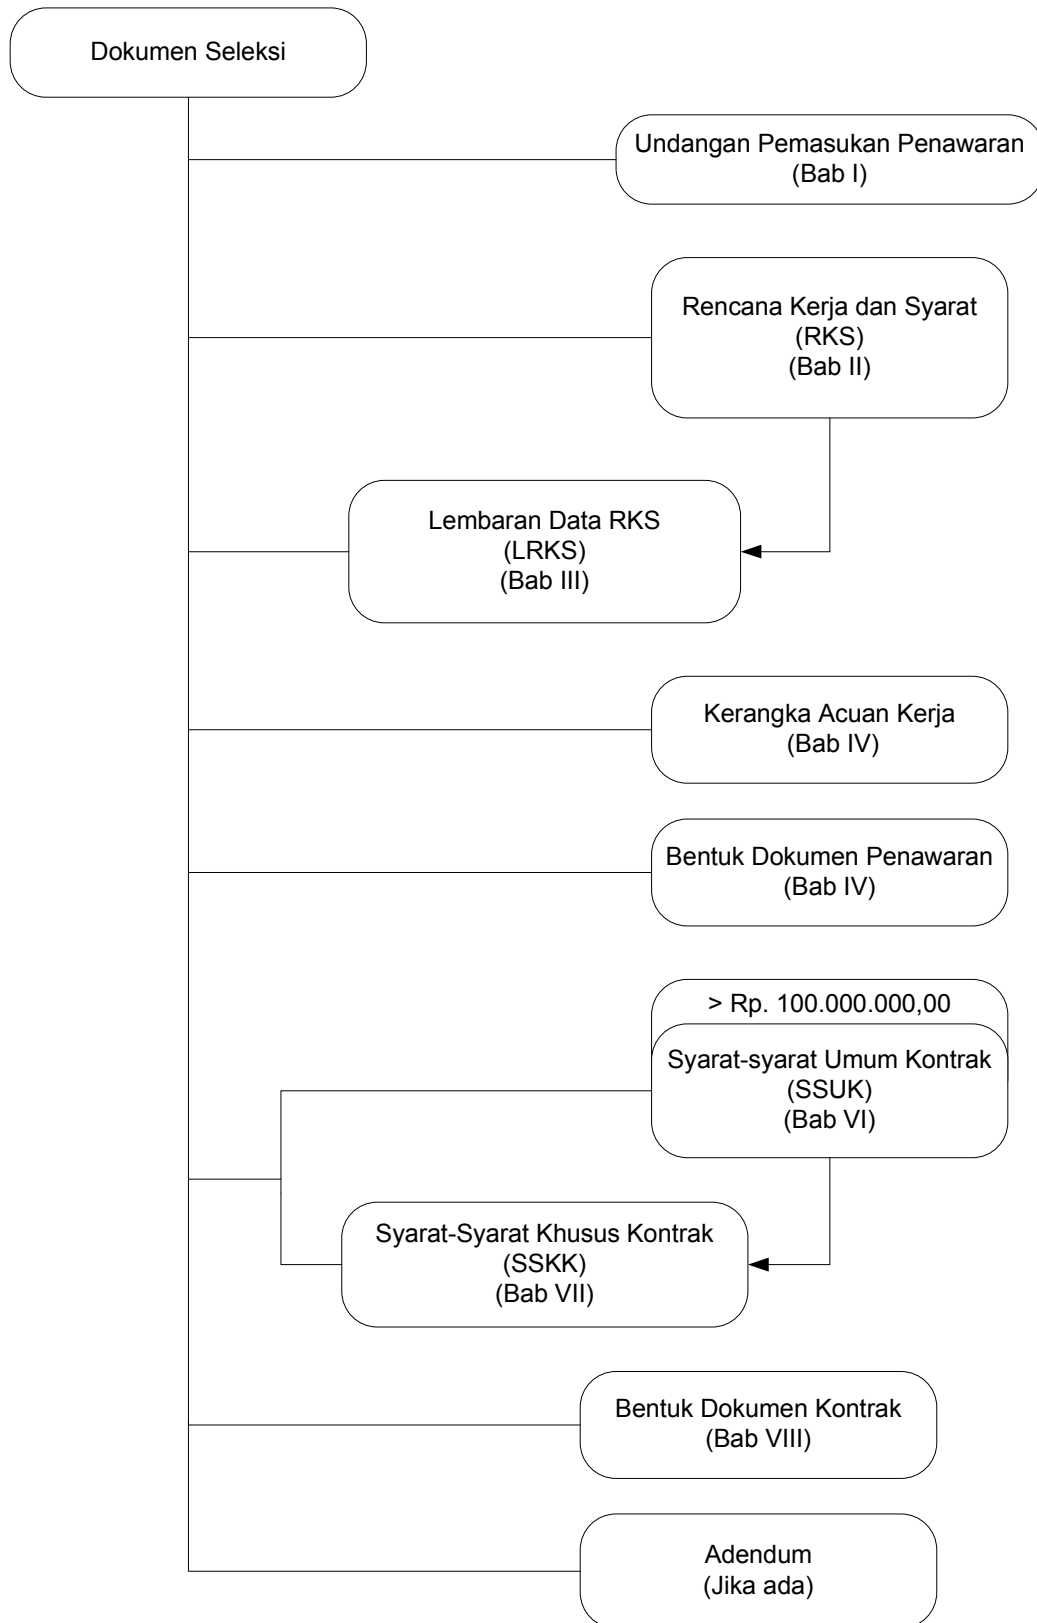 Dokumen Seleksi
Undangan Pemasukan Penawaran
(Bab I)
Rencana Kerja dan Syarat
(RKS)
(Bab II)
Lembaran Data RKS
(LRKS)
(Bab III)
Kerangka Acuan Kerja
(Bab IV)
Bentuk Dokumen Penawaran
(Bab IV)
> Rp. 100.000.000,00
Syarat-syarat Umum Kontrak
(SSUK)
(Bab VI)
Syarat-Syarat Khusus Kontrak
(SSKK)
(Bab VII)
Bentuk Dokumen Kontrak
(Bab VIII)
Adendum
(Jika ada)